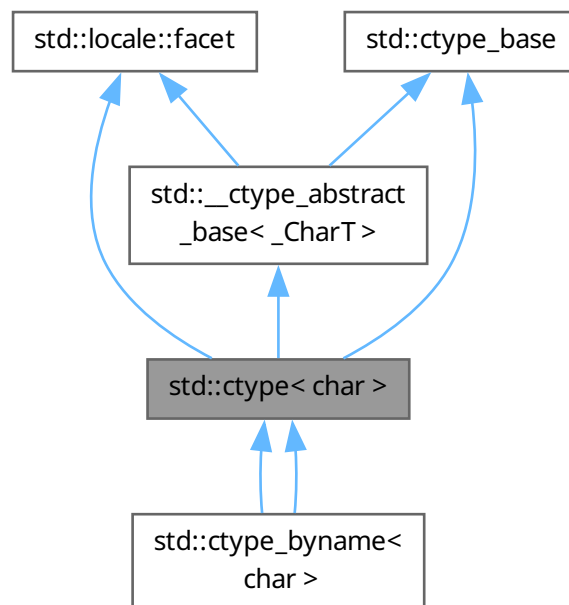 std::locale::facet
std::ctype_base
std::__ctype_abstract
_base< _CharT >
std::ctype< char >
std::ctype_byname<
char >